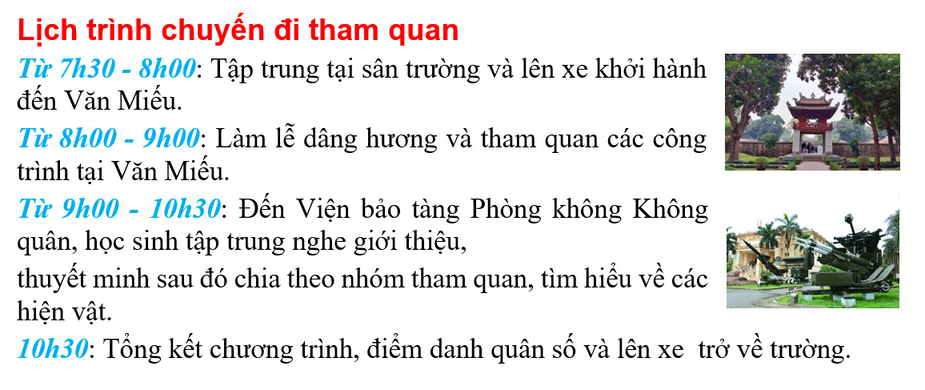 Lịch trình chuyến đi tham quan
Từ 7h30 - 8h00: Tập trung tại sân trường và lên xe khởi hành
đến Văn Miếu.
Từ 8h00 - 9h00: Làm lễ dâng hương và tham quan các công
trình tại Văn Miếu.
Từ 9h00 - 10h30: Đến Viện bảo tàng Phòng không Không
quân, học sinh tập trung nghe giới thiệu,
thuyết minh sau đó chia theo nhóm tham quan, tìm hiểu về các
hiện vật.
10h30: Tổng kết chương trình, điểm danh quân số và lên xe trở về trường.